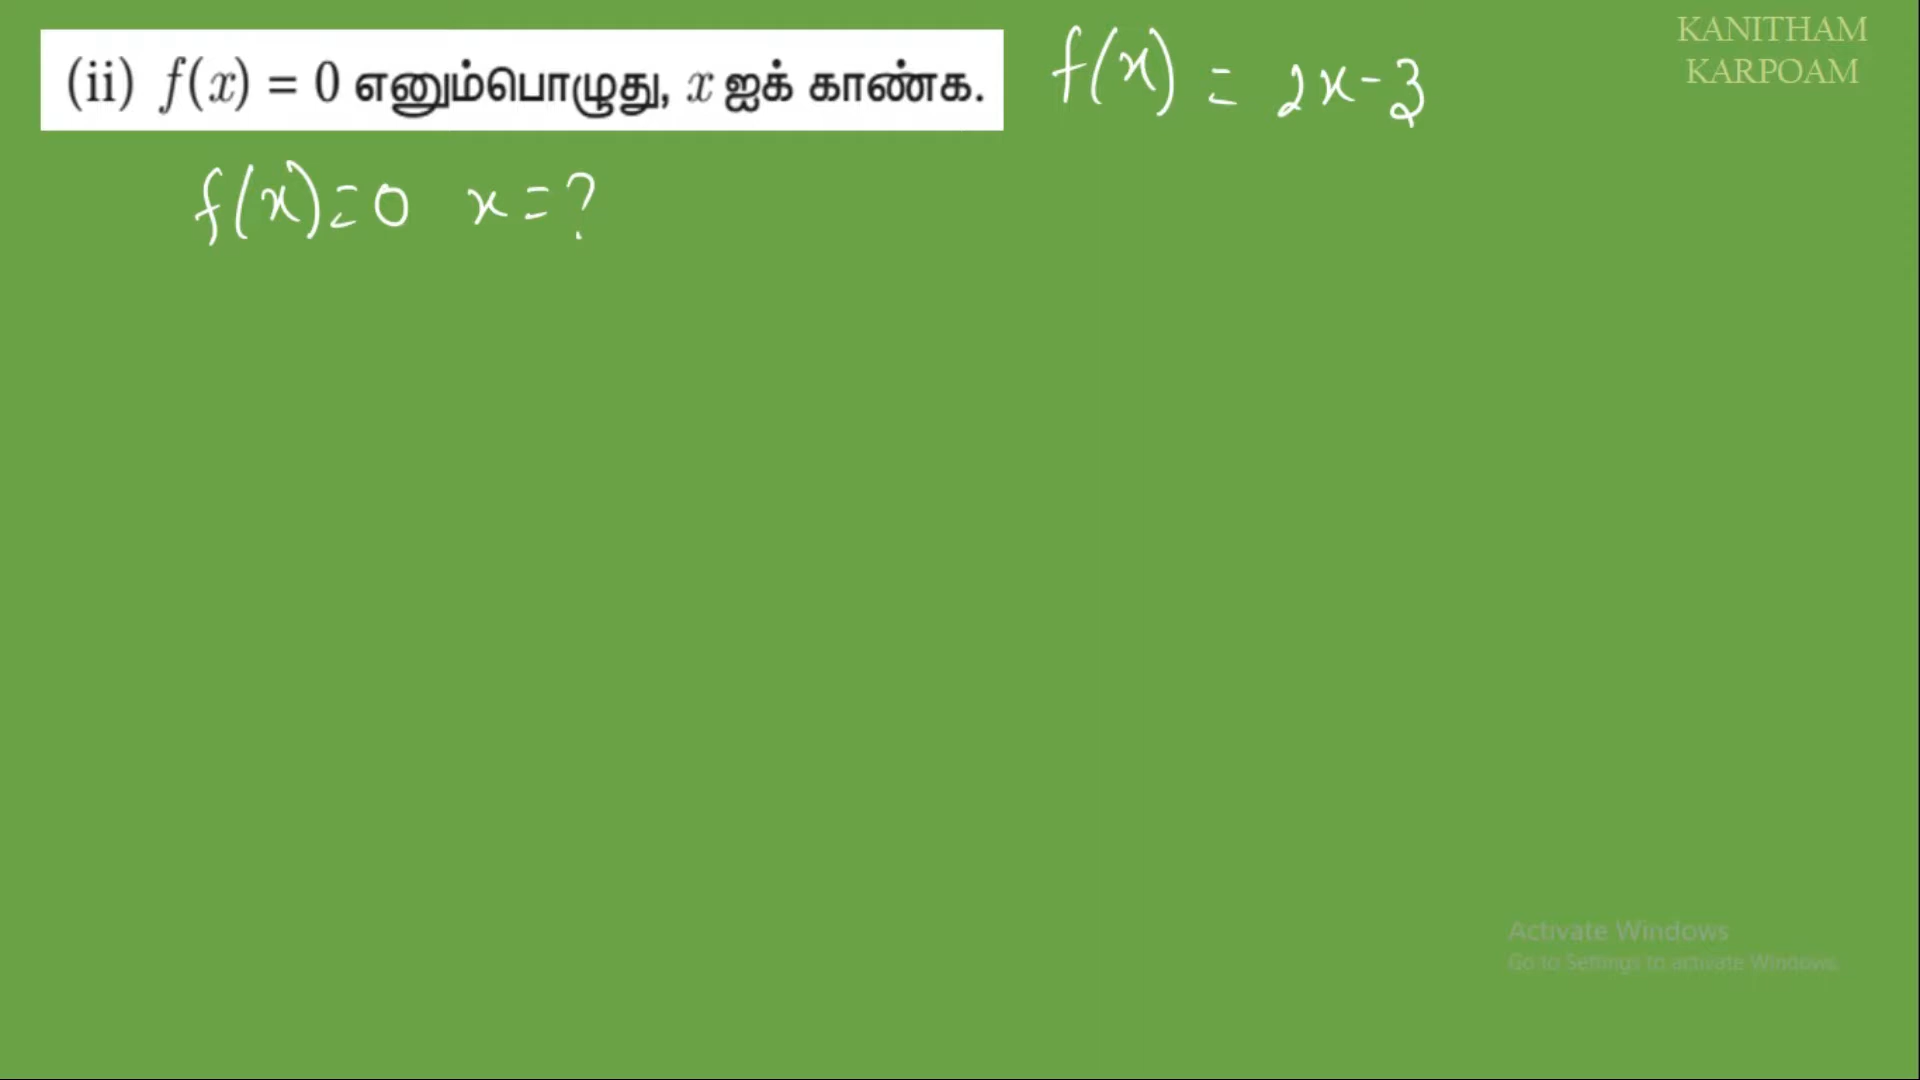 (ii) f(x) = 0 எனும்பொழுது, x ஐக் காண்க.
f(x) = 2x-3
KANITHAM
KARPOAM
f(x)=0 x=?
Activate Windows
Go to Settings to activate Windows.